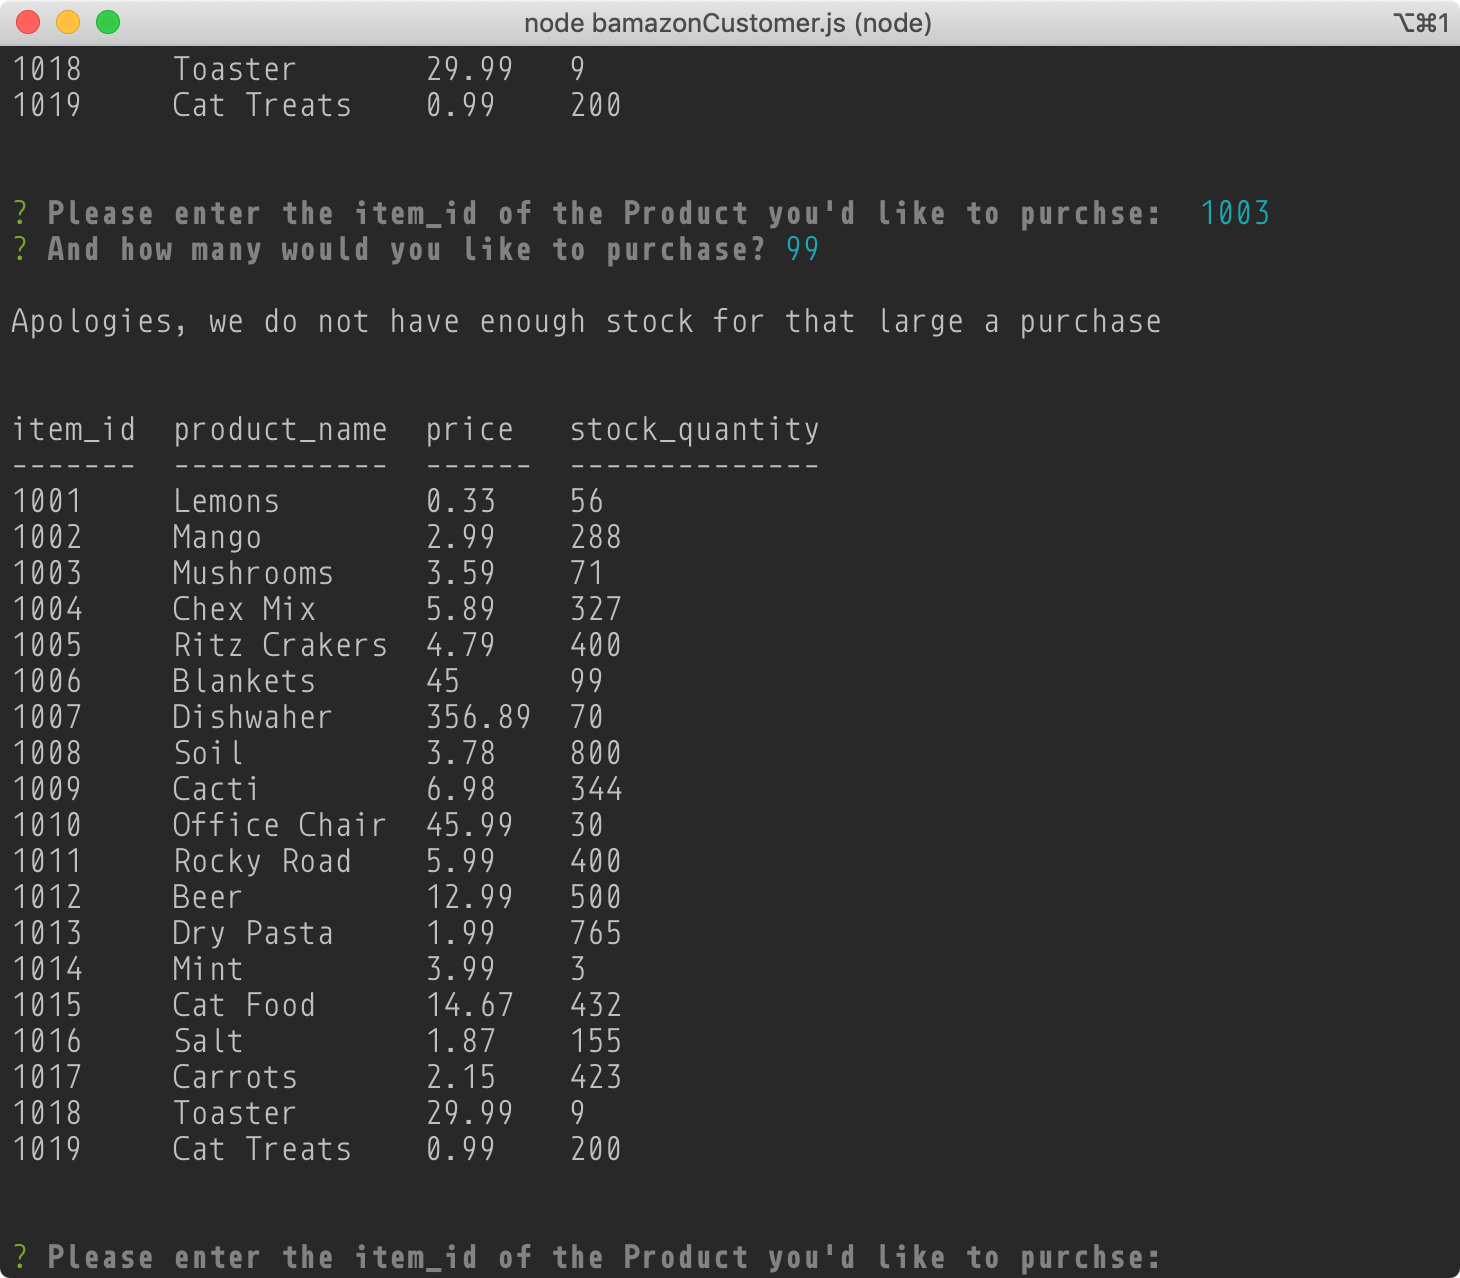 node bamazonCustomer.js (node) ⌥⌘1
1018 Toaster 29.99 9
1019 Cat Treats 0.99 200
? Please enter the item_id of the Product you'd like to purchse: 1003
? And how many would you like to purchase? 99
Apologies, we do not have enough stock for that large a purchase
item_id product_name price stock_quantity
------- ------------ ------ --------------
1001 Lemons 0.33 56
1002 Mango 2.99 288
1003 Mushrooms 3.59 71
1004 Chex Mix 5.89 327
1005 Ritz Crakers 4.79 400
1006 Blankets 45 99
1007 Dishwaher 356.89 70
1008 Soil 3.78 800
1009 Cacti 6.98 344
1010 Office Chair 45.99 30
1011 Rocky Road 5.99 400
1012 Beer 12.99 500
1013 Dry Pasta 1.99 765
1014 Mint 3.99 3
1015 Cat Food 14.67 432
1016 Salt 1.87 155
1017 Carrots 2.15 423
1018 Toaster 29.99 9
1019 Cat Treats 0.99 200
? Please enter the item_id of the Product you'd like to purchse: